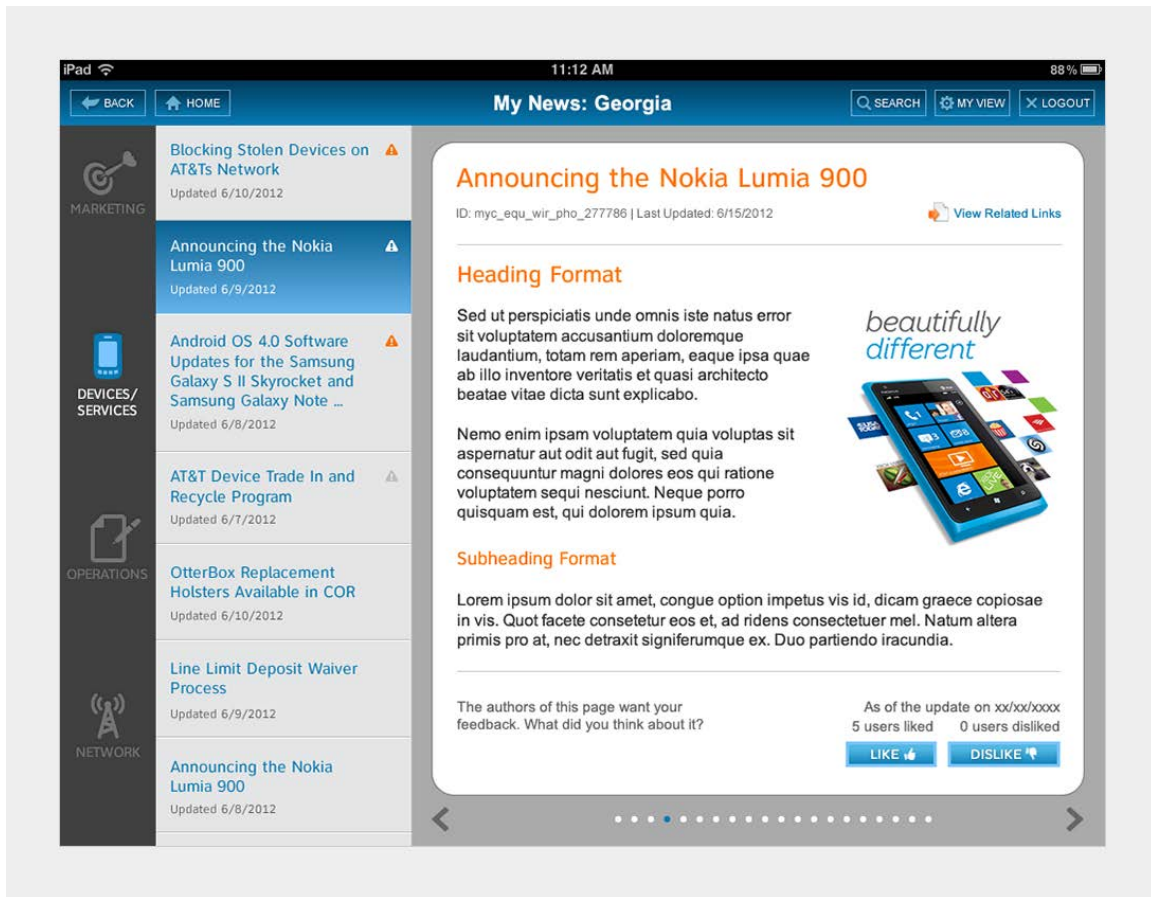 iPad
11:12 AM
88%
BACK
HOME
My News: Georgia
SEARCH
MY VIEW
LOGOUT
MARKETING
DEVICES/
SERVICES
OPERATIONS
NETWORK
Blocking Stolen Devices on
AT&Ts Network
Updated 6/10/2012
Announcing the Nokia
Lumia 900
Updated 6/9/2012
Android OS 4.0 Software
Updates for the Samsung
Galaxy S II Skyrocket and
Samsung Galaxy Note ...
Updated 6/8/2012
AT&T Device Trade In and
Recycle Program
Updated 6/7/2012
OtterBox Replacement
Holsters Available in COR
Updated 6/10/2012
Line Limit Deposit Waiver
Process
Updated 6/9/2012
Announcing the Nokia
Lumia 900
Updated 6/8/2012
Announcing the Nokia Lumia 900
ID: myc_equ_wir_pho_277786 | Last Updated: 6/15/2012
View Related Links
Heading Format
Sed ut perspiciatis unde omnis iste natus error
sit voluptatem accusantium doloremque
laudantium, totam rem aperiam, eaque ipsa quae
ab illo inventore veritatis et quasi architecto
beatae vitae dicta sunt explicabo.
Nemo enim ipsam voluptatem quia voluptas sit
aspernatur aut odit aut fugit, sed quia
consequuntur magni dolores eos qui ratione
voluptatem sequi nesciunt. Neque porro
quisquam est, qui dolorem ipsum quia.
beautifully
different
Subheading Format
Lorem ipsum dolor sit amet, congue option impetus vis id, dicam graece copiosae
in vis. Quot facete consetetur eos et, ad ridens consectetuer mel. Natum altera
primis pro at, nec detraxit signiferumque ex. Duo partiendo iracundia.
The authors of this page want your
feedback. What did you think about it?
As of the update on xx/xx/xxxx
5 users liked
0 users disliked
LIKE
DISLIKE